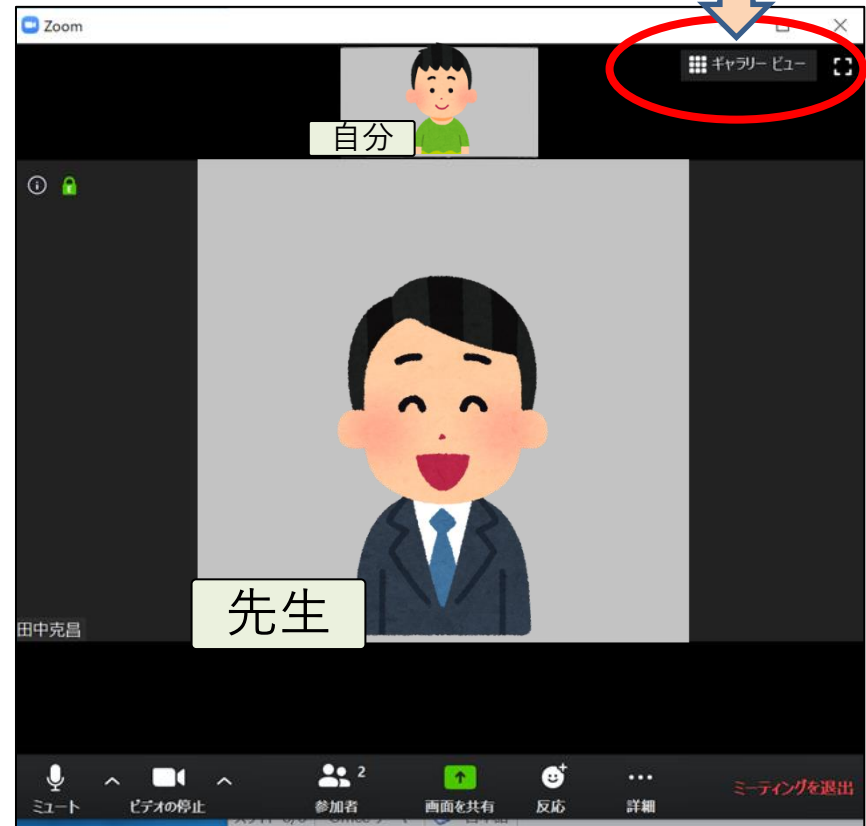 Zoom
ギャラリー ビュー
自分
先生
田中克昌
2
ミュート
ビデオの停止
参加者
画面を共有
反応
詳細
ミーティングを退出